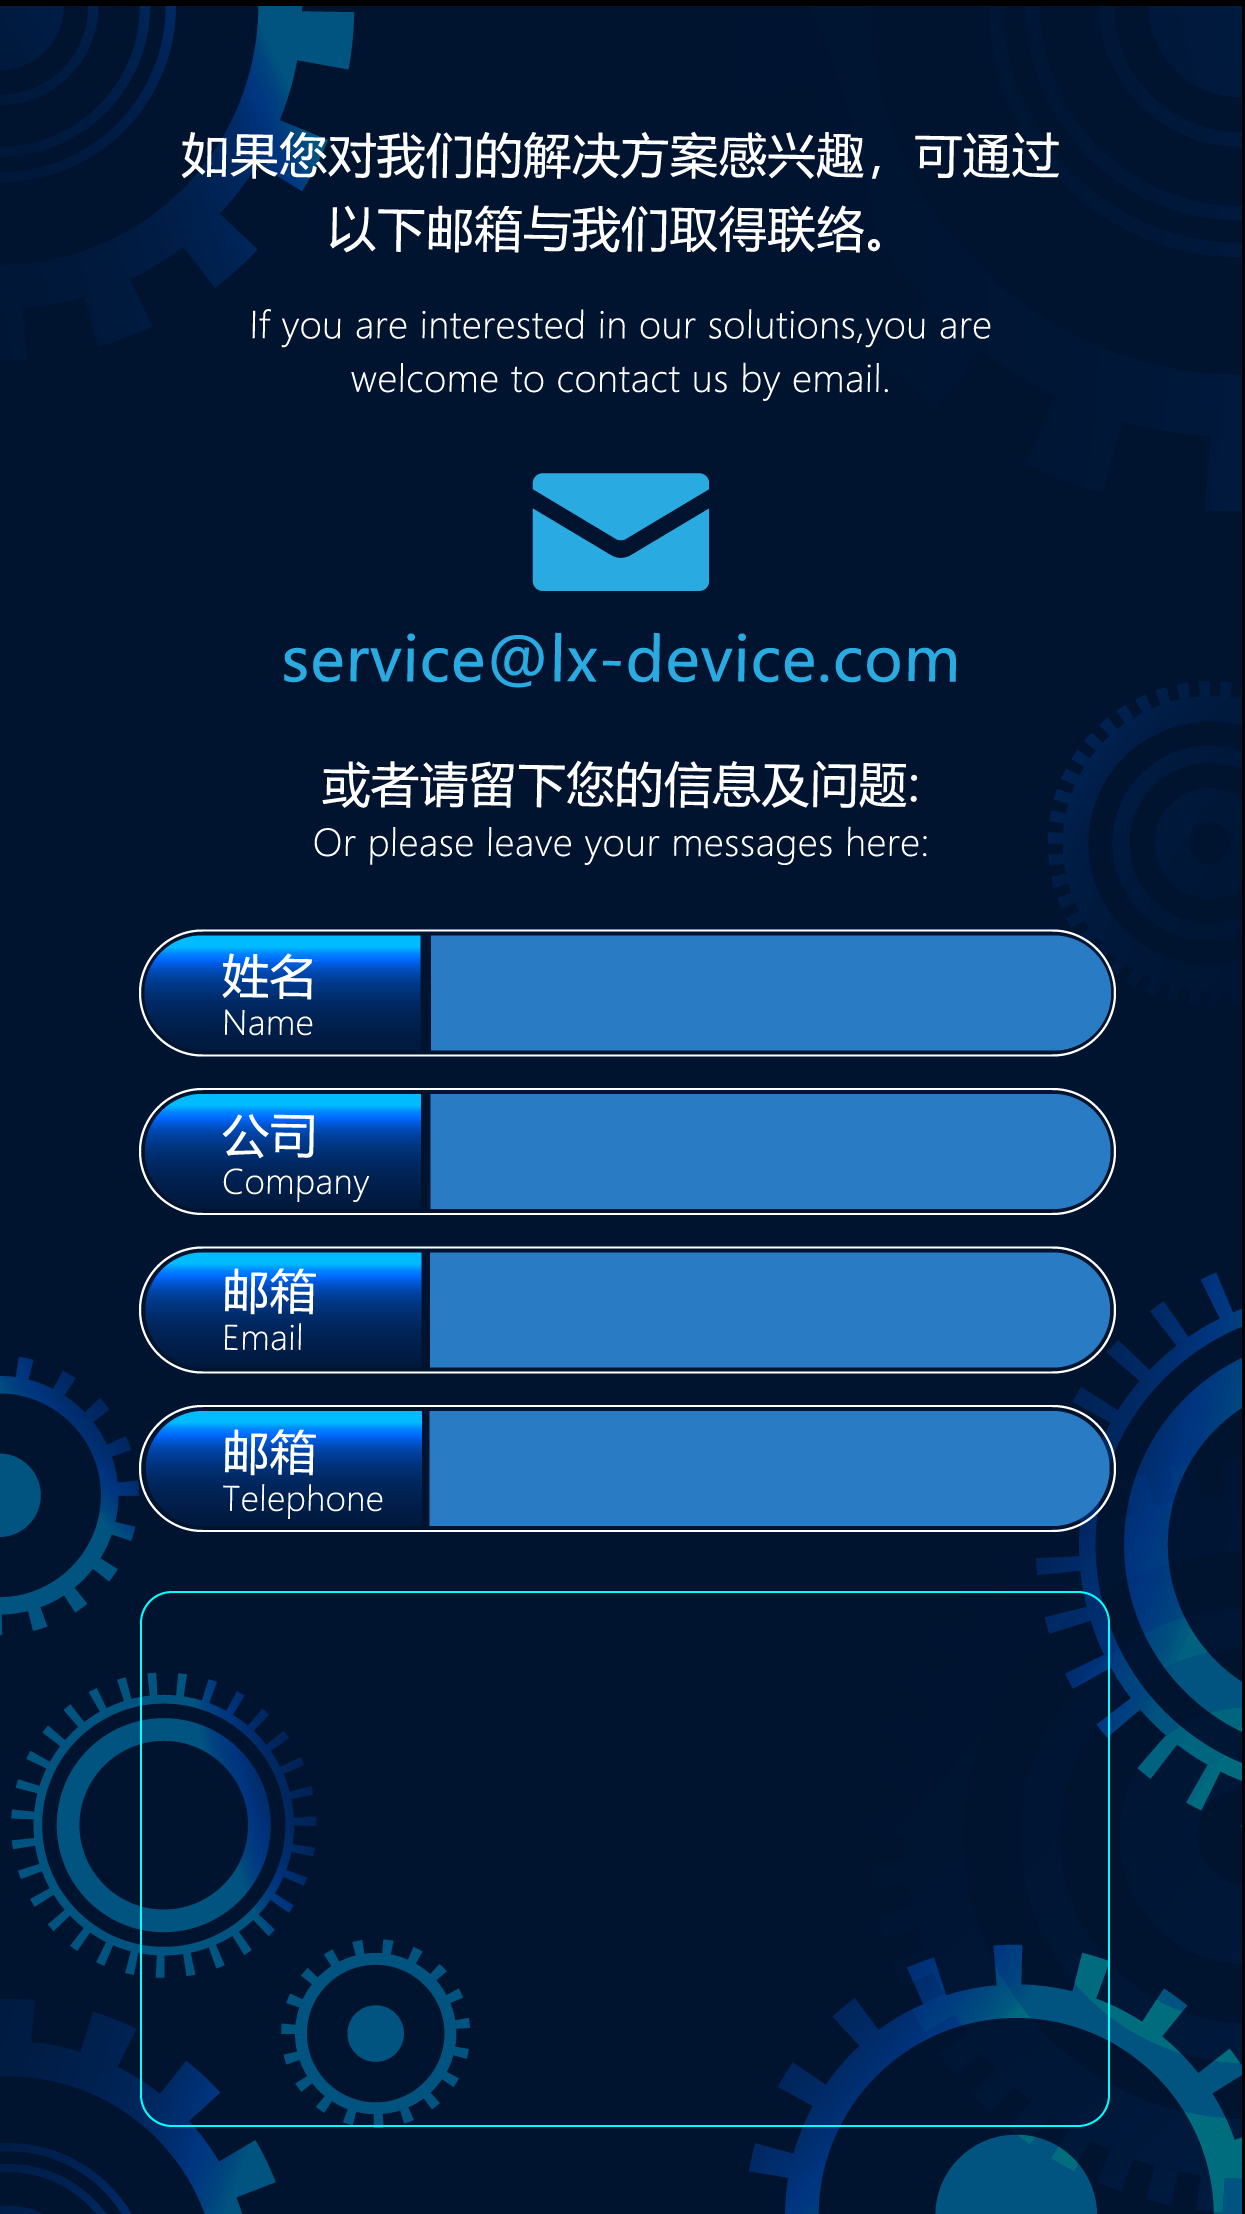 如果您对我们的解决方案感兴趣，可通过
以下邮箱与我们取得联络。
If you are interested in our solutions,you are
welcome to contact us by email.
service@lx-device.com
或者请留下您的信息及问题:
Or please leave your messages here:
姓名
Name
公司
Company
邮箱
Email
邮箱
Telephone